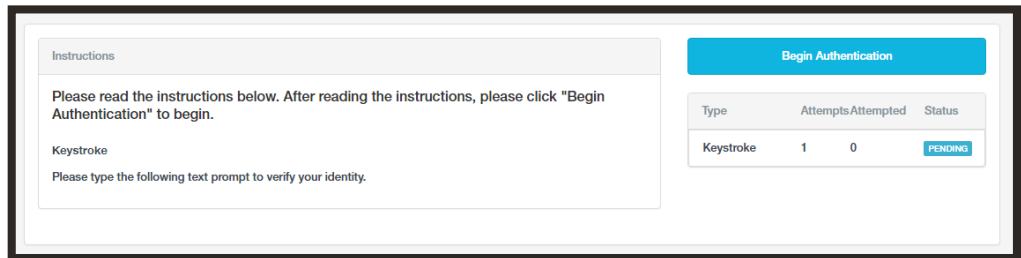 Instructions
Please read the instructions below. After reading the instructions, please click "Begin
Authentication" to begin.
Keystroke
Please type the following text prompt to verify your identity.
Begin Authentication
Type Attempts Attempted Status
Keystroke 1 0 PENDING